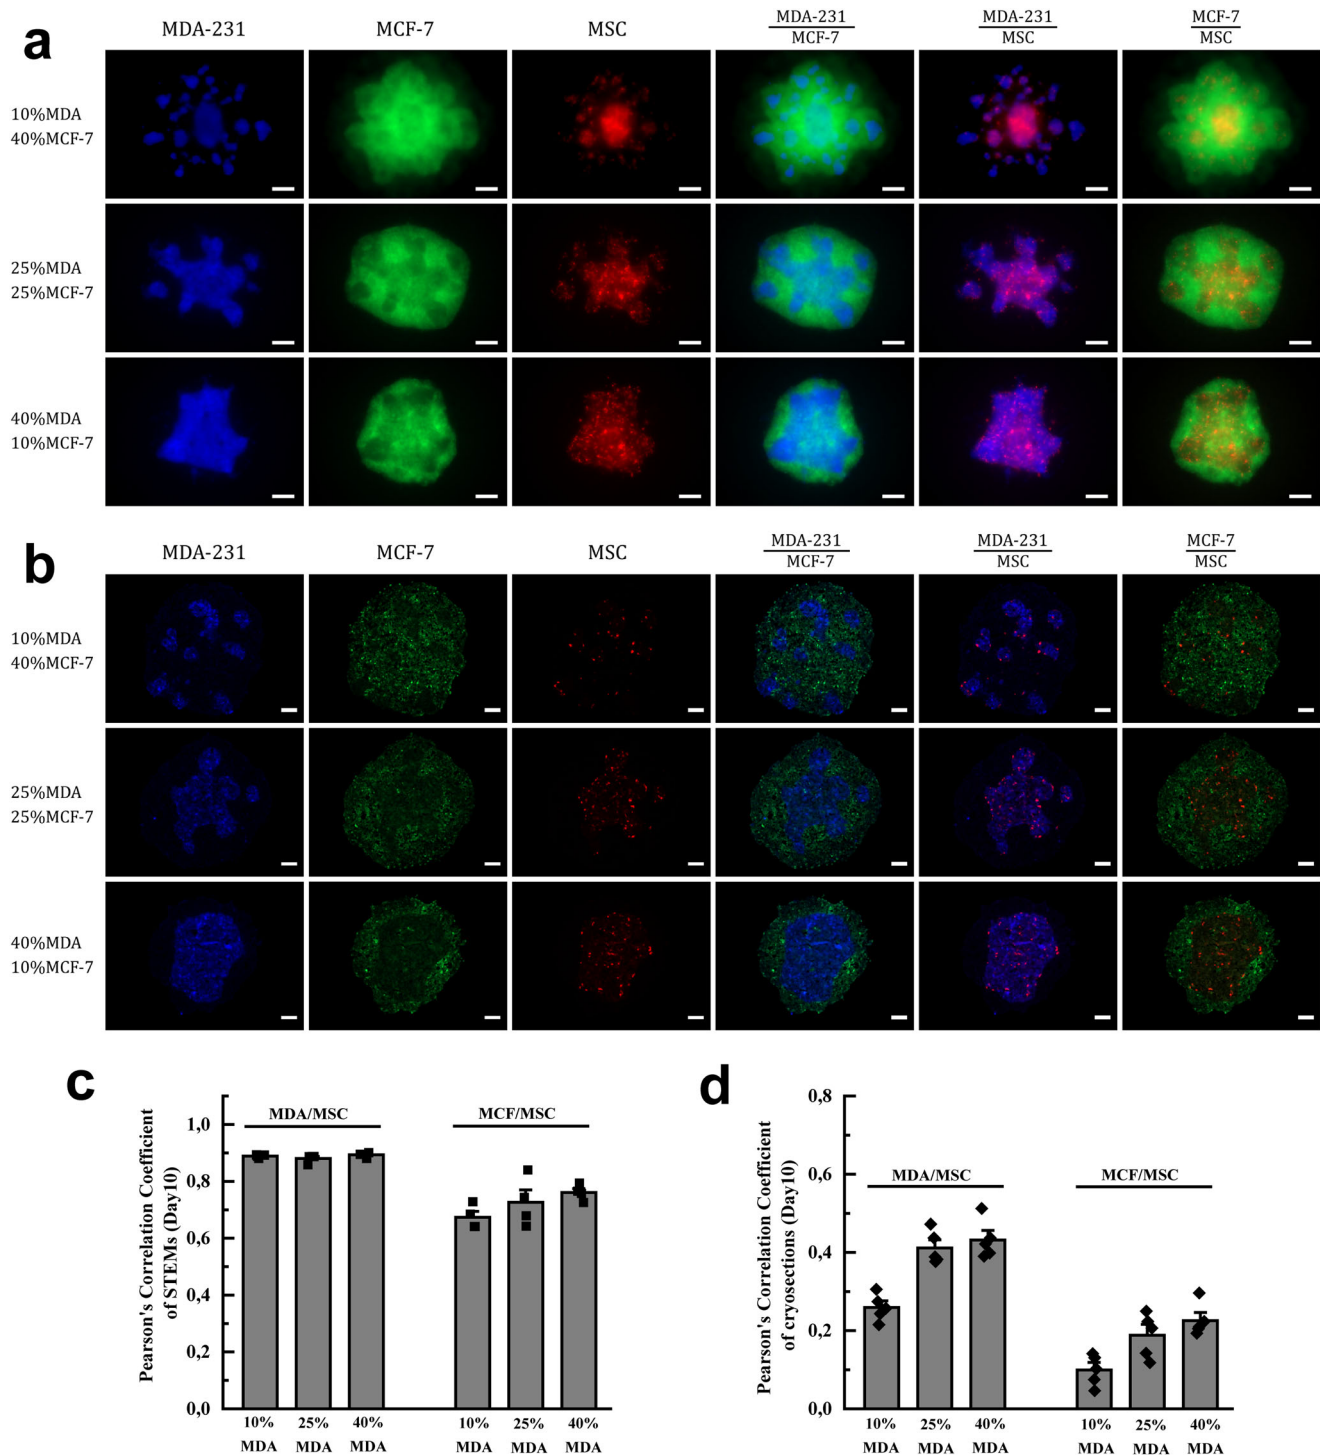 a
MDA-231
MCF-7
MSC
MDA-231
MCF-7
MDA-231
MSC
MCF-7
MSC
10%MDA
40%MCF-7
25%MDA
25%MCF-7
40%MDA
10%MCF-7
b
MDA-231
MCF-7
MSC
MDA-231
MCF-7
MDA-231
MSC
MCF-7
MSC
10%MDA
40%MCF-7
25%MDA
25%MCF-7
40%MDA
10%MCF-7
c
Pearson's Correlation Coefficient
of STEMs (Day10)
1,0
0,8
0,6
0,4
0,2
0,0
MDA/MSC
MCF/MSC
10%
25%
40%
10%
25%
40%
MDA
MDA
MDA
MDA
MDA
MDA
d
Pearson's Correlation Coefficient
of cryosections (Day10)
0,8
0,6
0,4
0,2
0,0
MDA/MSC
MCF/MSC
10%
25%
40%
10%
25%
40%
MDA
MDA
MDA
MDA
MDA
MDA